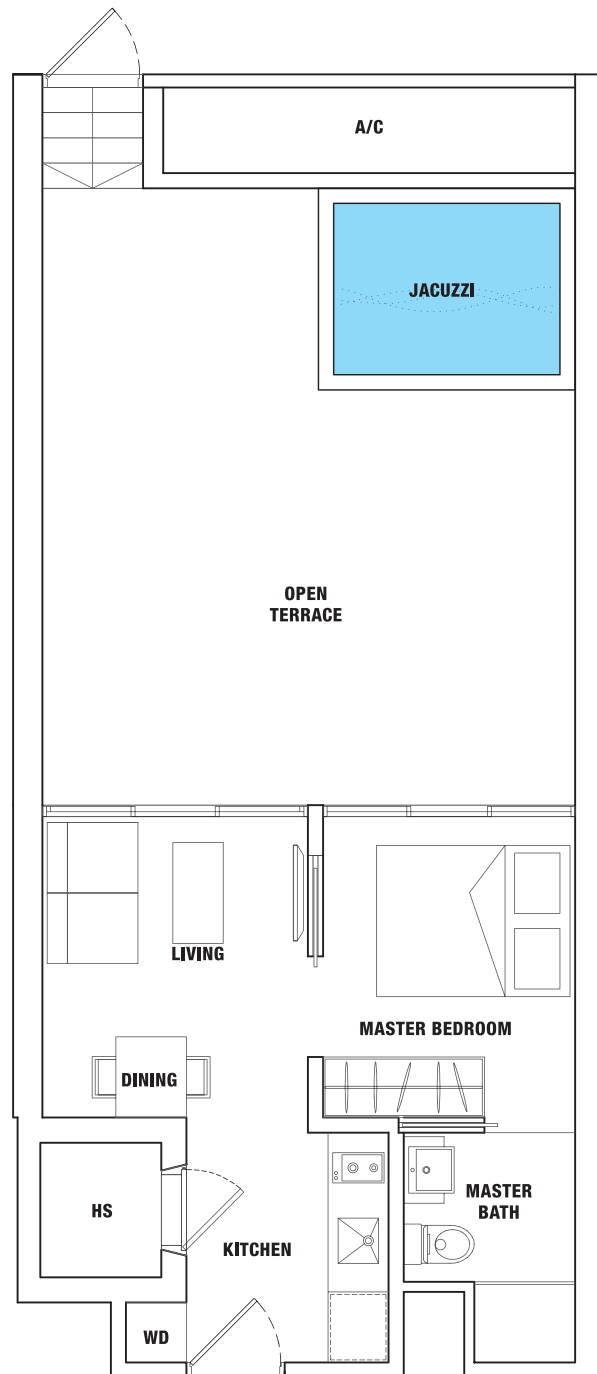 A/C
JACUZZI
OPEN
TERRACE
LIVING
MASTER BEDROOM
DINING
MASTER
BATH
HS
KITCHEN
WD